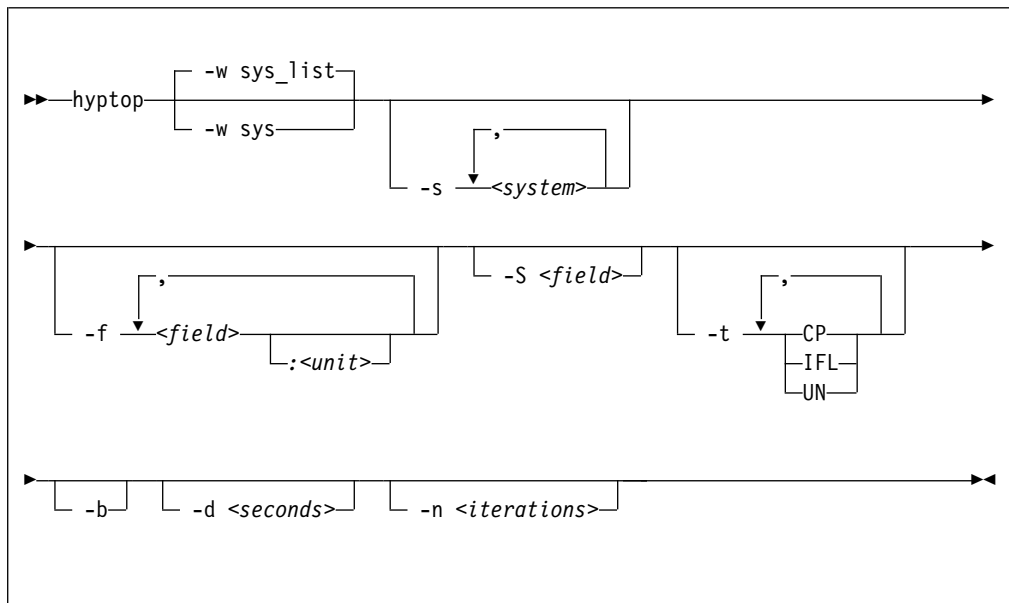 -w sys_list
hyptop
-w sys
,
-s <system>
, ,
-S <field>
-f <field> -t CP
:<unit> IFL
UN
-b -d <seconds> -n <iterations>